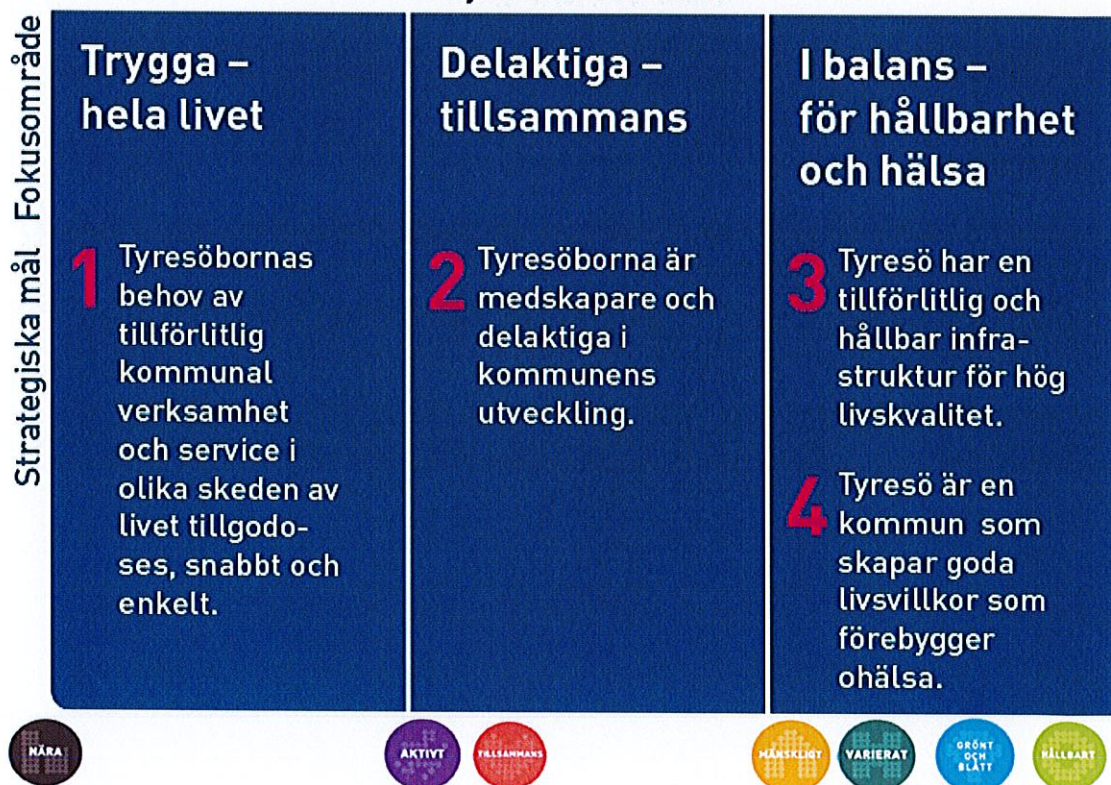 Fokusområde
Trygga –
hela livet
Delaktiga –
tillsammans
I balans –
för hållbarhet
och hälsa
Strategiska mål
1 Tyresöbornas
behov av
tillförlitlig
kommunal
verksamhet
och service i
olika skeden av
livet tillgodo-
ses, snabbt och
enkelt.
2 Tyresöborna är
medskapare och
delaktiga i
kommunens
utveckling.
3 Tyresö har en
tillförlitlig och
hållbar infra-
struktur för hög
livskvalitet.
4 Tyresö är en
kommun som
skapar goda
livsvillkor som
förebygger
ohälsa.
NÄRA
AKTIVT
TILLSAMMANS
MÄNSKLIGT
VARIERAT
GRÖNT
OCH
BLÅTT
HÅLLBART